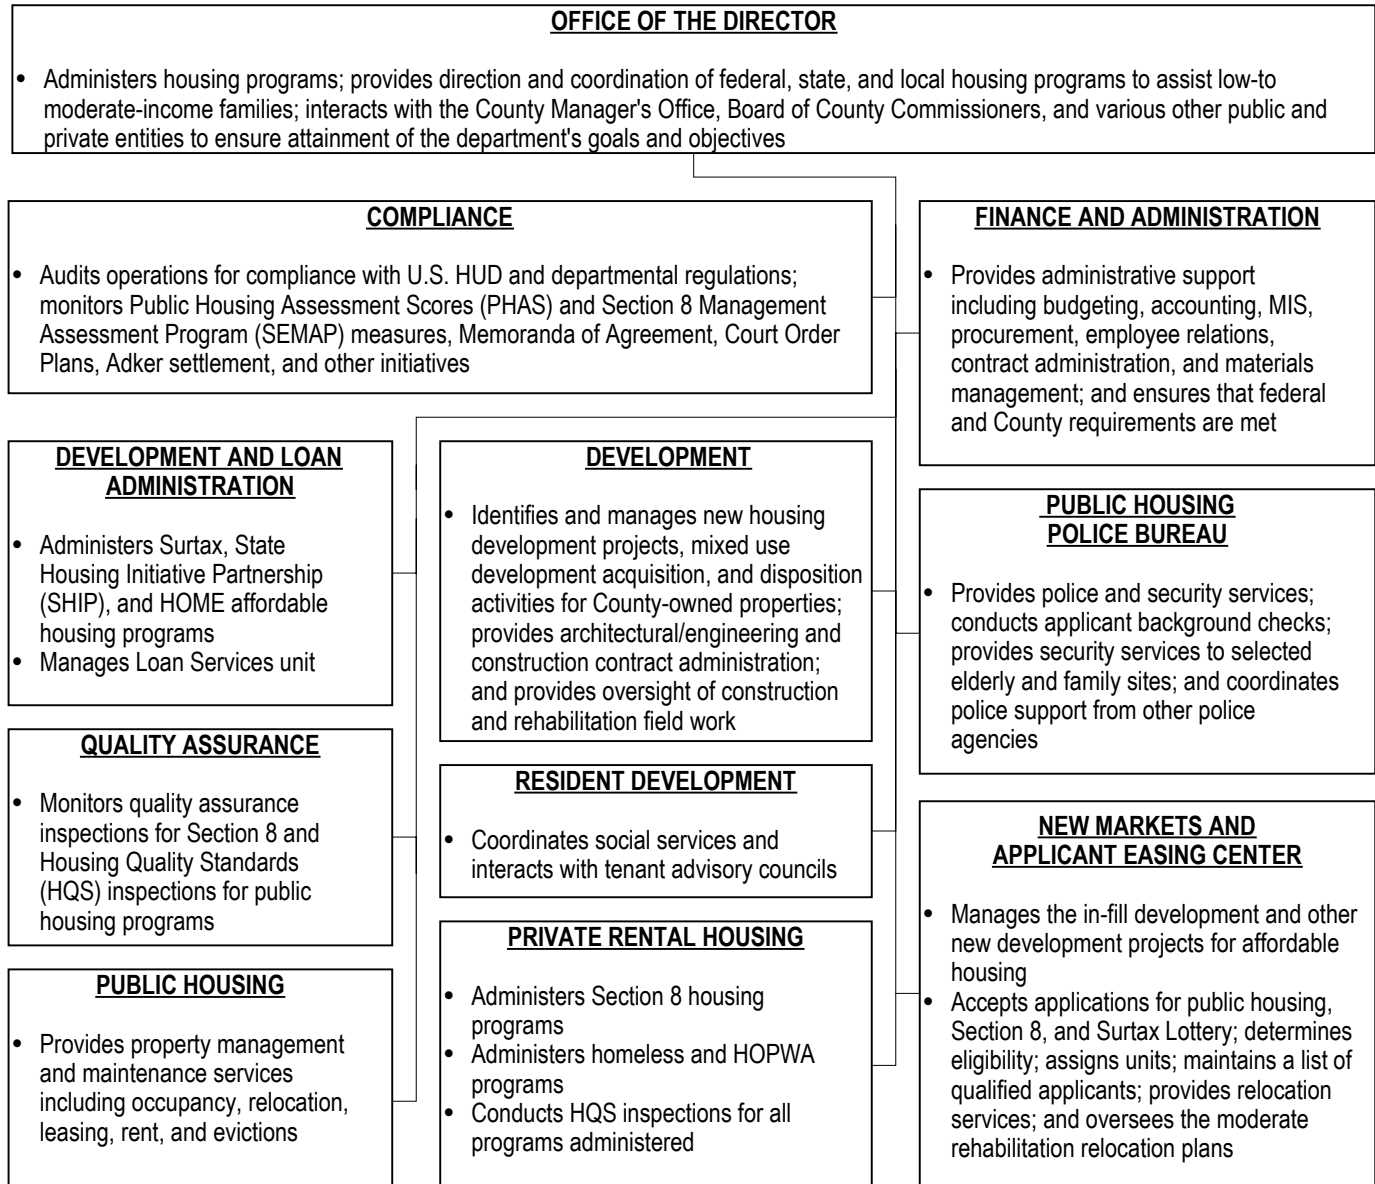 OFFICE OF THE DIRECTOR
• Administers housing programs; provides direction and coordination of federal, state, and local housing programs to assist low-to
moderate-income families; interacts with the County Manager's Office, Board of County Commissioners, and various other public and
private entities to ensure attainment of the department's goals and objectives
COMPLIANCE
• Audits operations for compliance with U.S. HUD and departmental regulations;
monitors Public Housing Assessment Scores (PHAS) and Section 8 Management
Assessment Program (SEMAP) measures, Memoranda of Agreement, Court Order
Plans, Adker settlement, and other initiatives
FINANCE AND ADMINISTRATION
• Provides administrative support
including budgeting, accounting, MIS,
procurement, employee relations,
contract administration, and materials
management; and ensures that federal
and County requirements are met
DEVELOPMENT AND LOAN
ADMINISTRATION
• Administers Surtax, State
Housing Initiative Partnership
(SHIP), and HOME affordable
housing programs
• Manages Loan Services unit
DEVELOPMENT
• Identifies and manages new housing
development projects, mixed use
development acquisition, and disposition
activities for County-owned properties;
provides architectural/engineering and
construction contract administration;
and provides oversight of construction
and rehabilitation field work
PUBLIC HOUSING
POLICE BUREAU
• Provides police and security services;
conducts applicant background checks;
provides security services to selected
elderly and family sites; and coordinates
police support from other police
agencies
QUALITY ASSURANCE
• Monitors quality assurance
inspections for Section 8 and
Housing Quality Standards
(HQS) inspections for public
housing programs
RESIDENT DEVELOPMENT
• Coordinates social services and
interacts with tenant advisory councils
NEW MARKETS AND
APPLICANT EASING CENTER
• Manages the in-fill development and other
new development projects for affordable
housing
• Accepts applications for public housing,
Section 8, and Surtax Lottery; determines
eligibility; assigns units; maintains a list of
qualified applicants; provides relocation
services; and oversees the moderate
rehabilitation relocation plans
PUBLIC HOUSING
• Provides property management
and maintenance services
including occupancy, relocation,
leasing, rent, and evictions
PRIVATE RENTAL HOUSING
• Administers Section 8 housing
programs
• Administers homeless and HOPWA
programs
• Conducts HQS inspections for all
programs administered